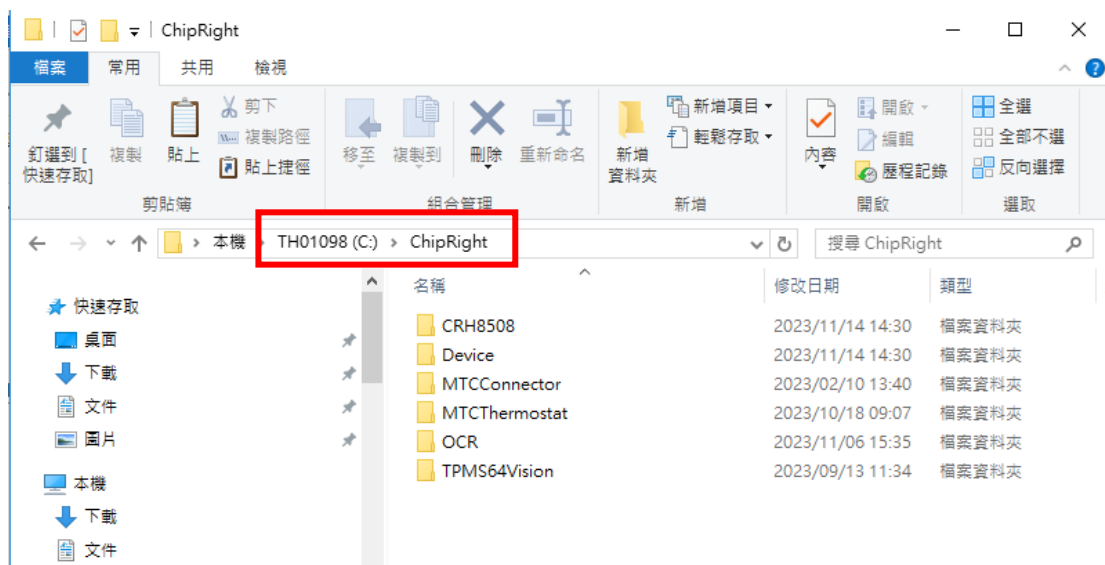 ChipRight
檔案 常用 共用 檢視
釘選到 [
快速存取]
複製
貼上
剪下
複製路徑
貼上捷徑
剪貼簿
移至
複製到
刪除
重新命名
組合管理
新增
資料夾
新增項目
輕鬆存取
新增
內容
開啟
編輯
歷程記錄
開啟
全選
全部不選
反向選擇
選取
本機 TH01098 (C:) ChipRight
搜尋 ChipRight
快速存取
桌面
下載
文件
圖片
本機
下載
文件
名稱 修改日期 類型
CRH8508 2023/11/14 14:30 檔案資料夾
Device 2023/11/14 14:30 檔案資料夾
MTCConnector 2023/02/10 13:40 檔案資料夾
MTCThermostat 2023/10/18 09:07 檔案資料夾
OCR 2023/11/06 15:35 檔案資料夾
TPMS64Vision 2023/09/13 11:34 檔案資料夾